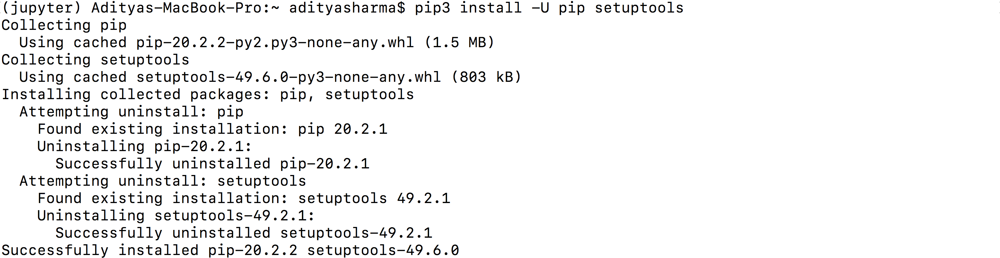 (jupyter) Adityas-MacBook-Pro:~ adityasharma$ pip3 install -U pip setuptools
Collecting pip
  Using cached pip-20.2.2-py2.py3-none-any.whl (1.5 MB)
Collecting setuptools
  Using cached setuptools-49.6.0-py3-none-any.whl (803 kB)
Installing collected packages: pip, setuptools
  Attempting uninstall: pip
    Found existing installation: pip 20.2.1
    Uninstalling pip-20.2.1:
      Successfully uninstalled pip-20.2.1
  Attempting uninstall: setuptools
    Found existing installation: setuptools 49.2.1
    Uninstalling setuptools-49.2.1:
      Successfully uninstalled setuptools-49.2.1
Successfully installed pip-20.2.2 setuptools-49.6.0